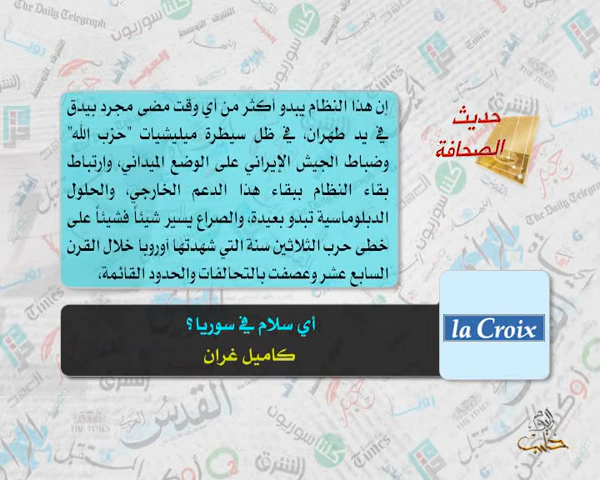 حديث
الصحافة
إن هذا النظام يبدو أكثر من أي وقت مضى مجرد بيدق
في يد طهران، في ظل سيطرة ميليشيات "حزب الله"
وضباط الجيش الإيراني على الوضع الميداني، وارتباط
بقاء النظام ببقاء هذا الدعم الخارجي، والحلول
الدبلوماسية تبدو بعيدة، والصراع يسير شيئاً فشيئاً على
خطى حرب الثلاثين سنة التي شهدتها أوروبا خلال القرن
السابع عشر وعصفت بالتحالفات والحدود القائمة،
la Croix
أي سلام في سوريا؟
كاميل غران